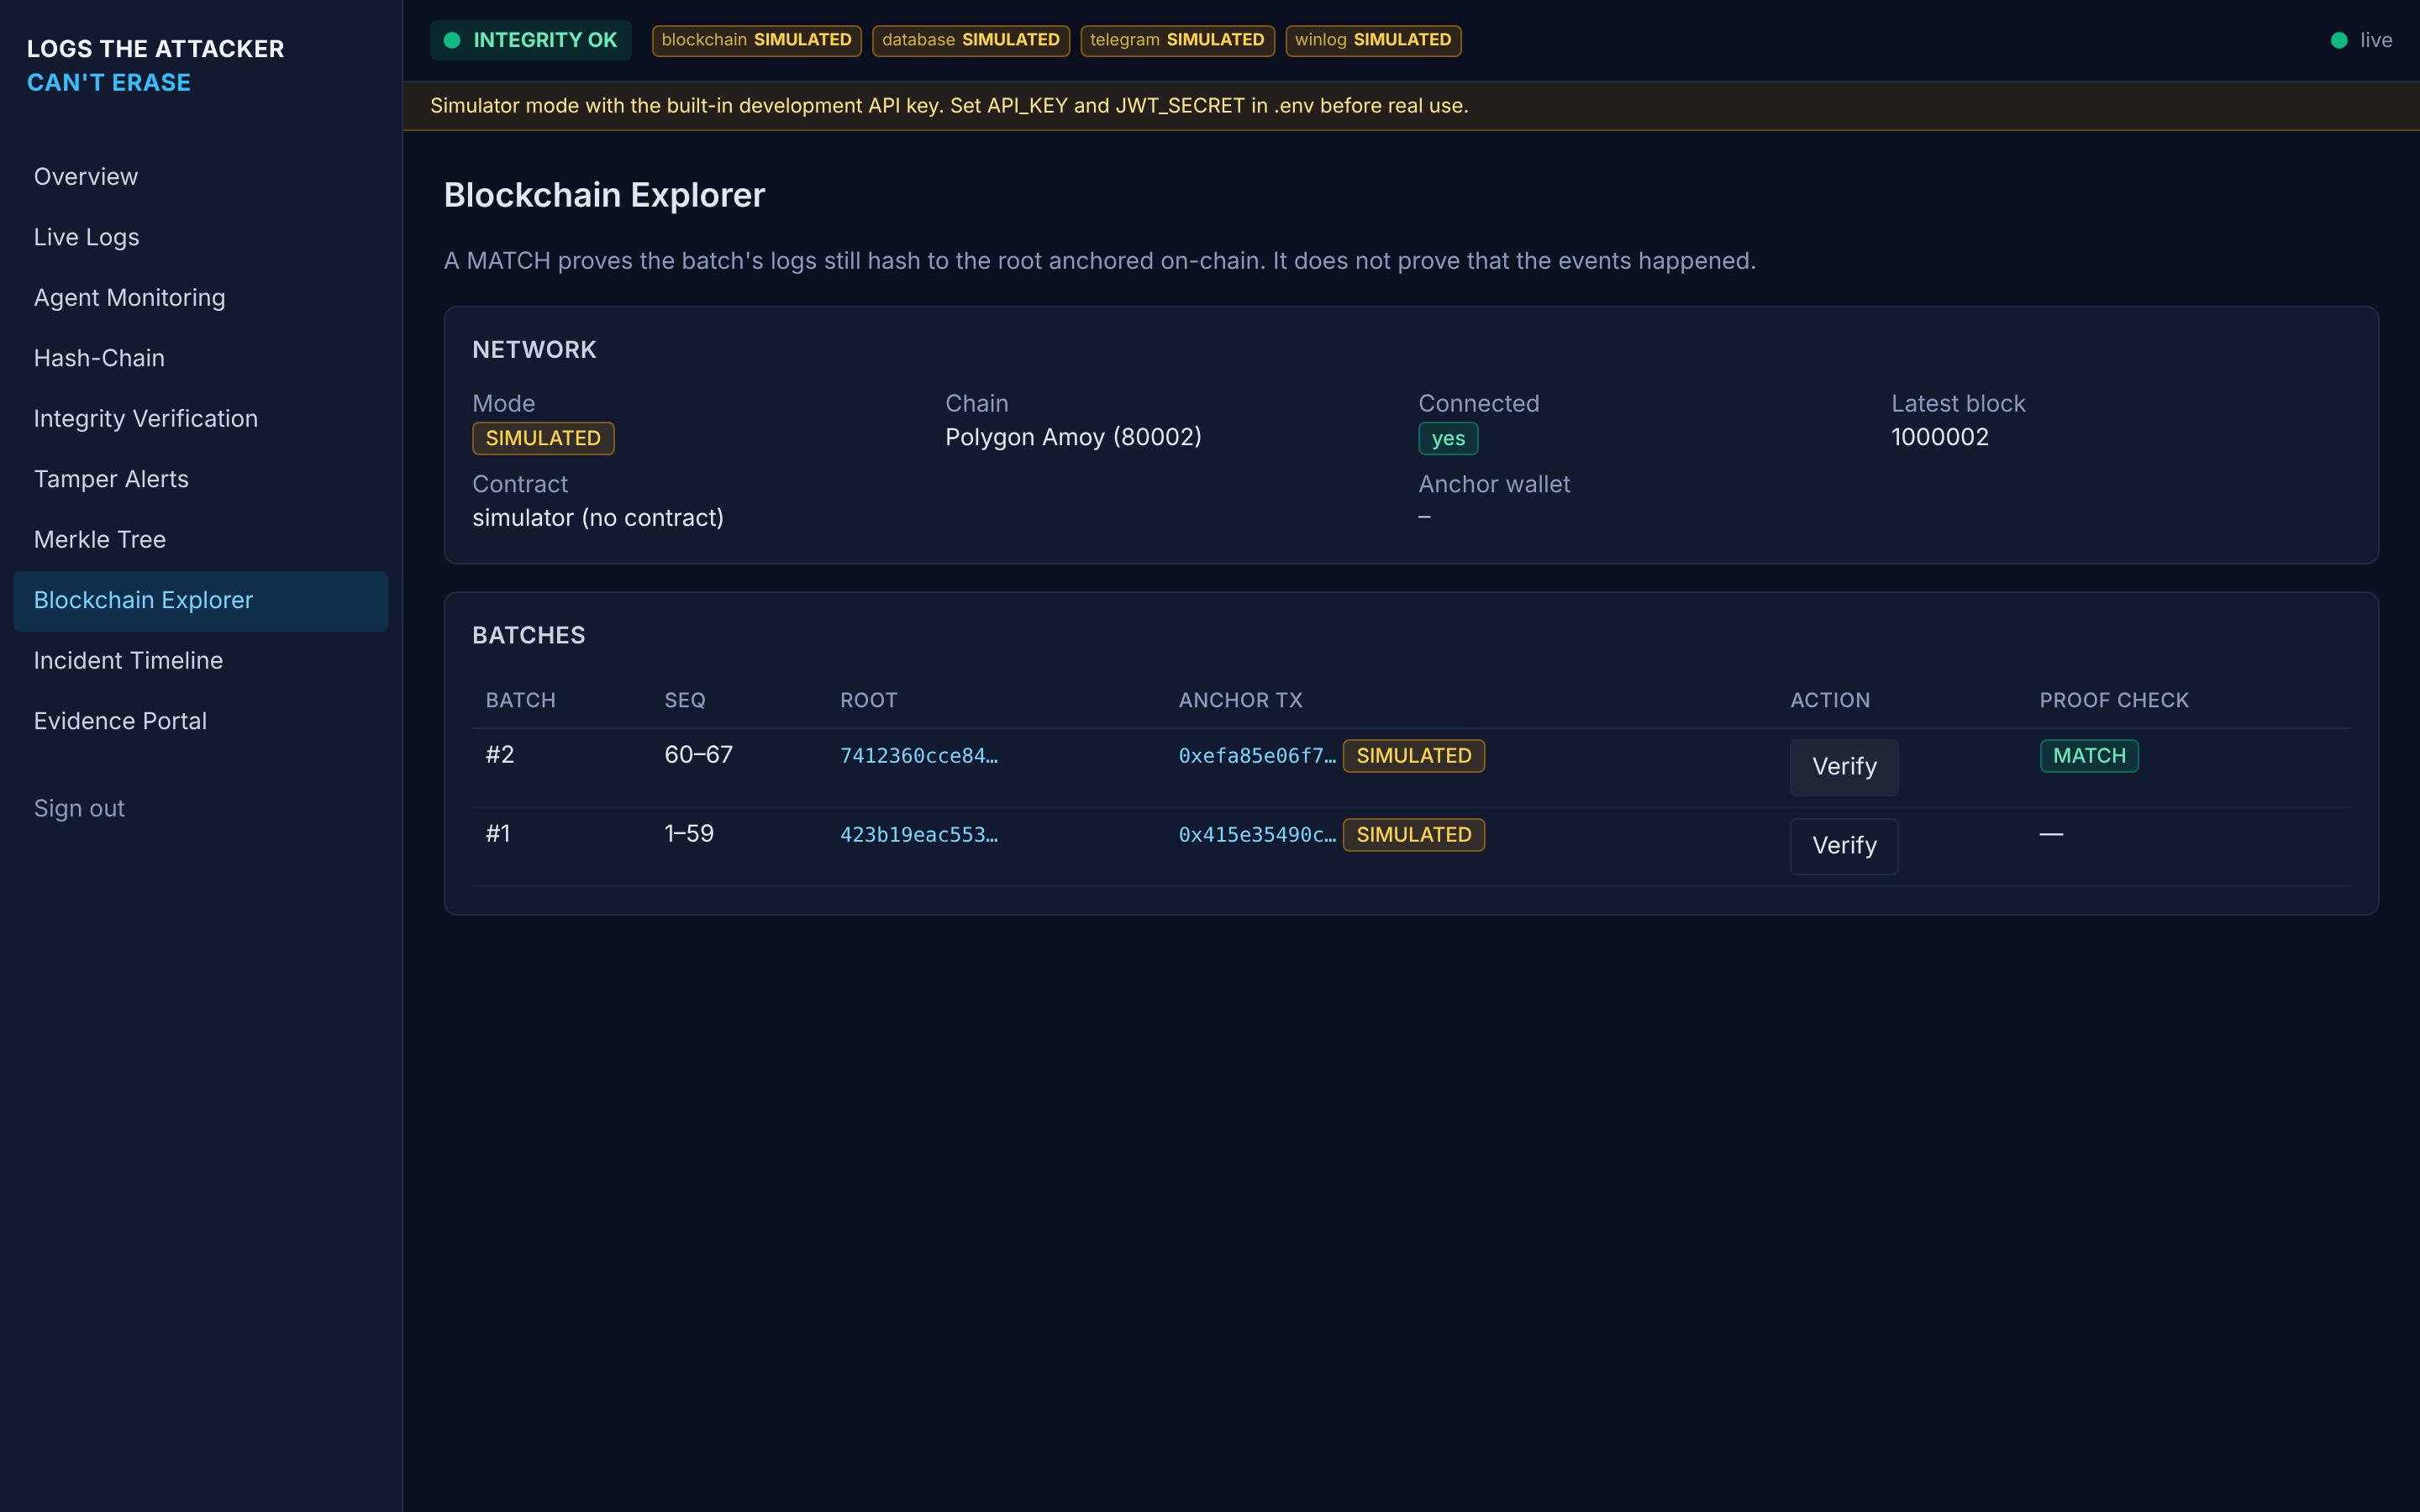 LOGS THE ATTACKER
CAN'T ERASE
Overview
Live Logs
Agent Monitoring
Hash-Chain
Integrity Verification
Tamper Alerts
Merkle Tree
Blockchain Explorer
Incident Timeline
Evidence Portal
Sign out
INTEGRITY OK blockchain SIMULATED database SIMULATED telegram SIMULATED winlog SIMULATED live
Simulator mode with the built-in development API key. Set API_KEY and JWT_SECRET in .env before real use.
Blockchain Explorer
A MATCH proves the batch's logs still hash to the root anchored on-chain. It does not prove that the events happened.
NETWORK
Mode Chain Connected Latest block
SIMULATED Polygon Amoy (80002) yes 1000002
Contract Anchor wallet
simulator (no contract) –
BATCHES
BATCH SEQ ROOT ANCHOR TX ACTION PROOF CHECK
#2 60–67 7412360cce84… 0xefa85e06f7… SIMULATED Verify MATCH
#1 1–59 423b19eac553… 0x415e35490c… SIMULATED Verify —